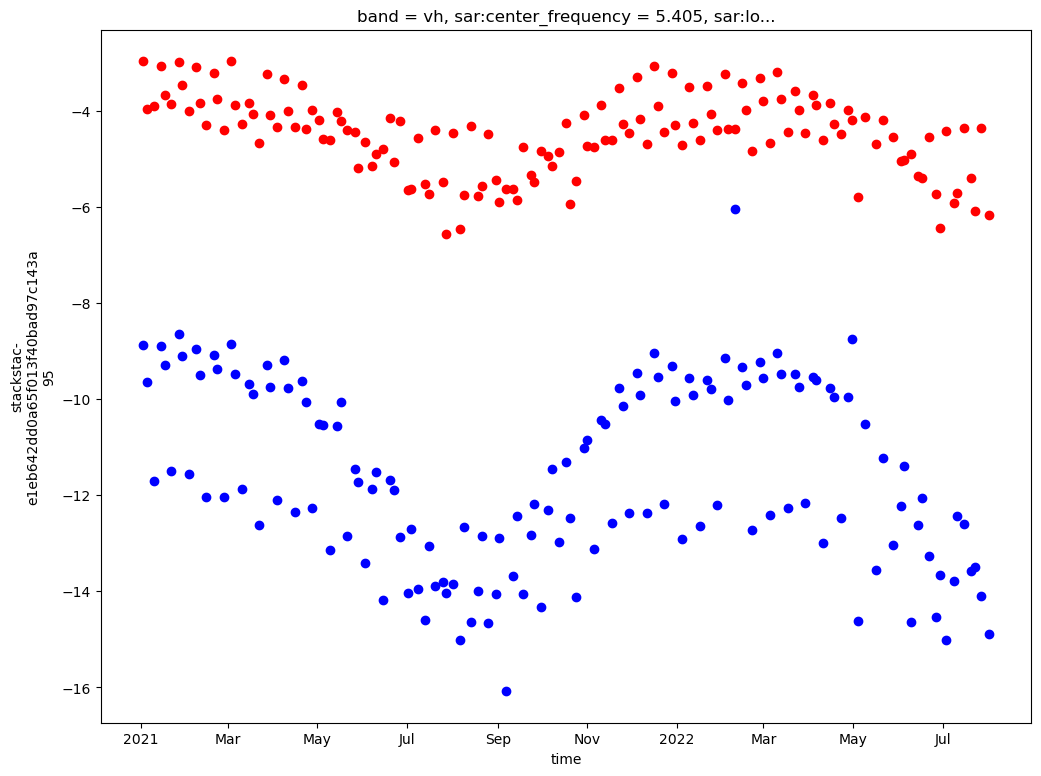 band = vh, sar:center_frequency = 5.405, sar:lo...
stackstac-
e1eb642dd0a65f013f40bad97c143a
95
−4
−6
−8
−10
−12
−14
−16
2021 Mar May Jul Sep Nov 2022 Mar May Jul
time